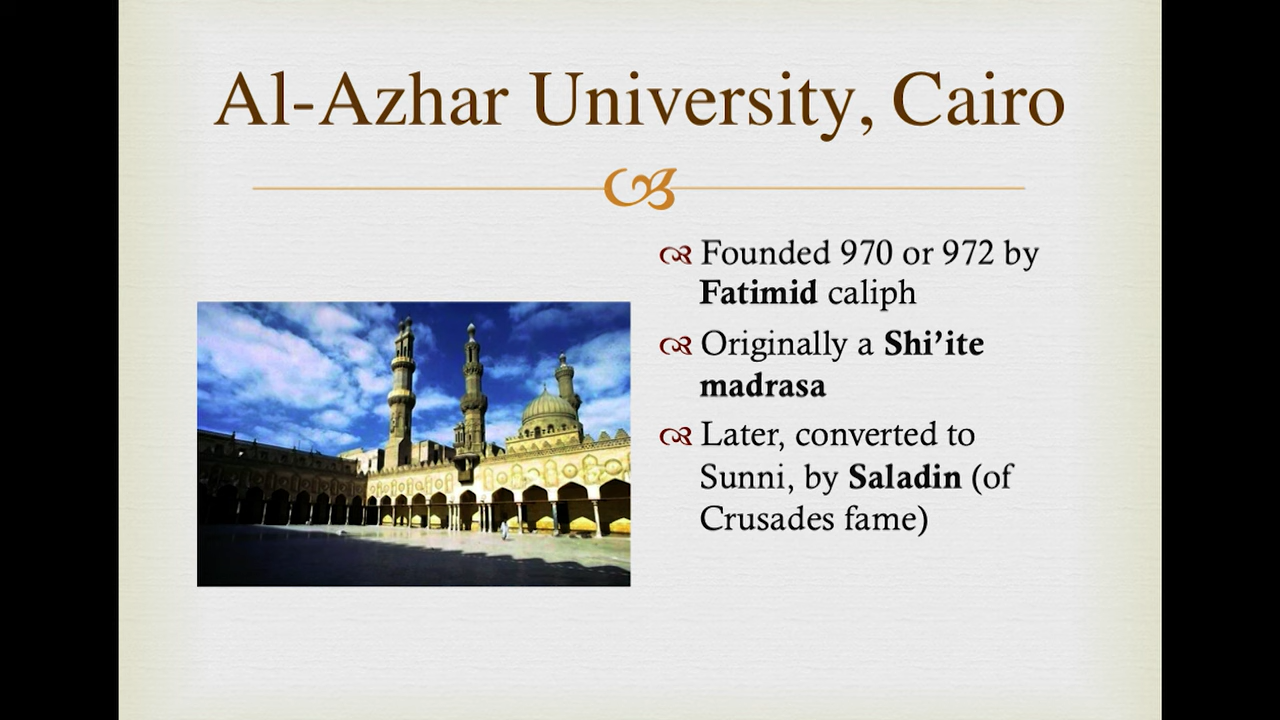 Al-Azhar University, Cairo
Founded 970 or 972 by
Fatimid caliph
Originally a Shi’ite
madrasa
Later, converted to
Sunni, by Saladin (of
Crusades fame)